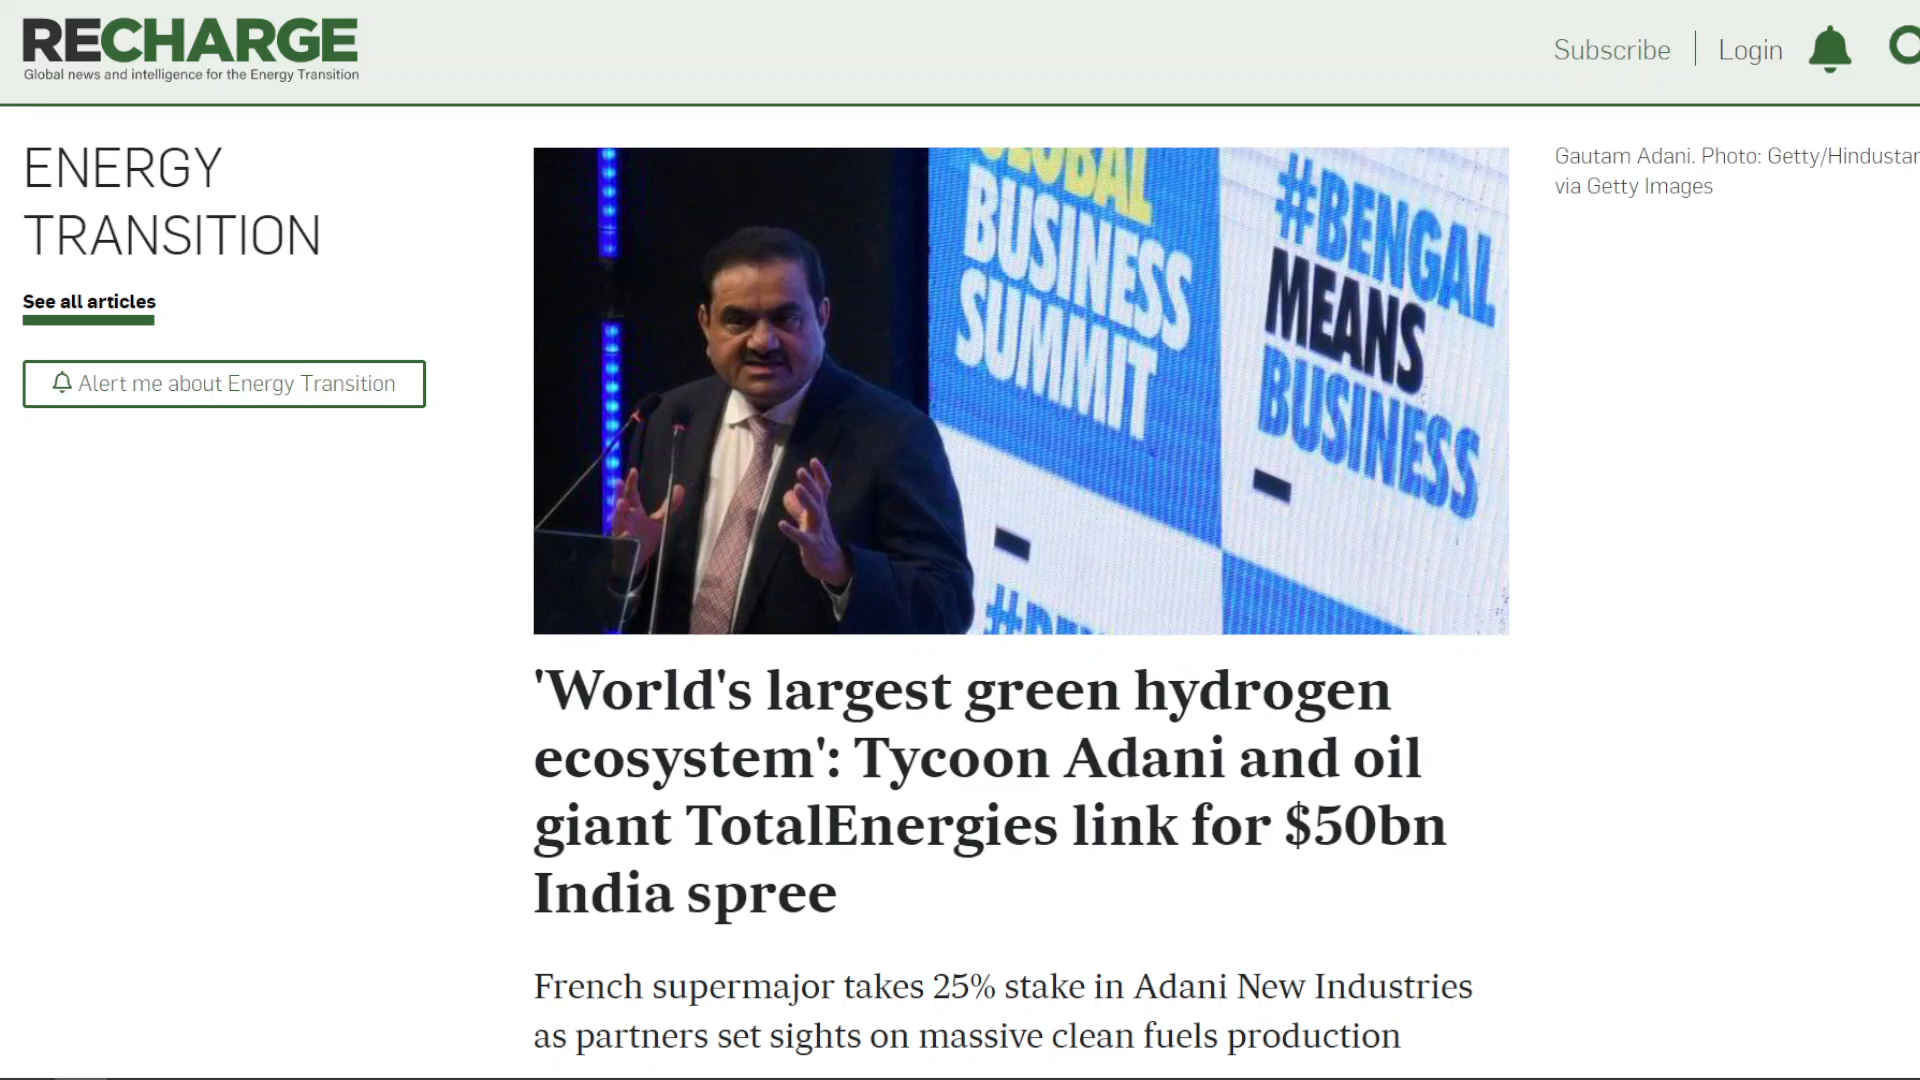 RECHARGE
Global news and intelligence for the Energy Transition
Subscribe
Login
ENERGY
TRANSITION
See all articles
Alert me about Energy Transition
GLOBAL
BUSINESS
SUMMIT
#BENGAL
MEANS
BUSINESS
Gautam Adani. Photo: Getty/Hindustan
via Getty Images
'World's largest green hydrogen
ecosystem': Tycoon Adani and oil
giant TotalEnergies link for $50bn
India spree
French supermajor takes 25% stake in Adani New Industries
as partners set sights on massive clean fuels production